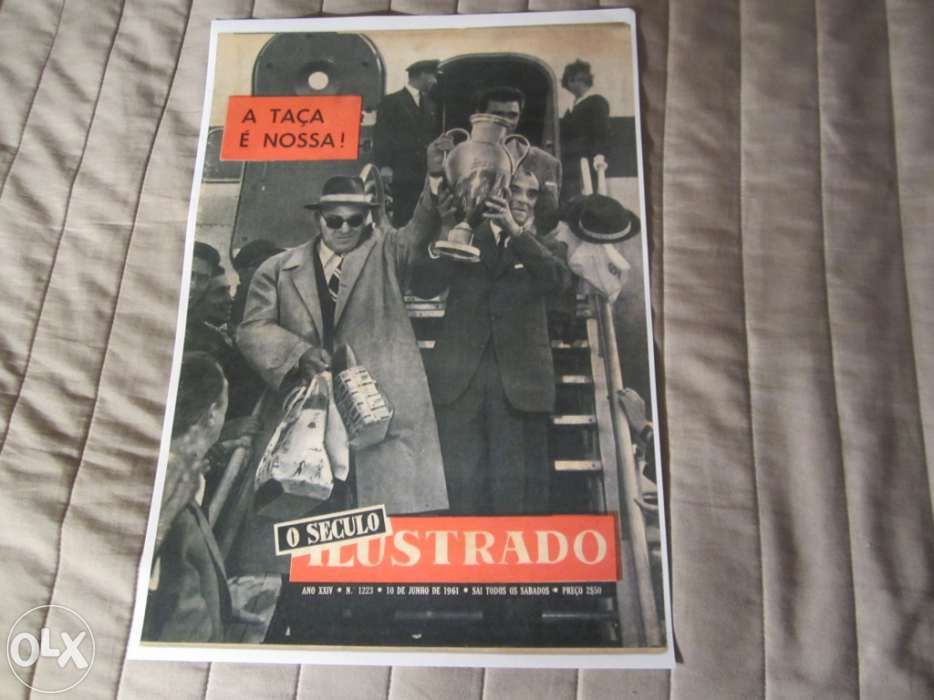 A TAÇA
É NOSSA!
O SECULO
ILUSTRADO
ANO XXIV * N.º 1223 * 10 DE JUNHO DE 1961 * SAI TODOS OS SABADOS * PREÇO 2$50
OLX